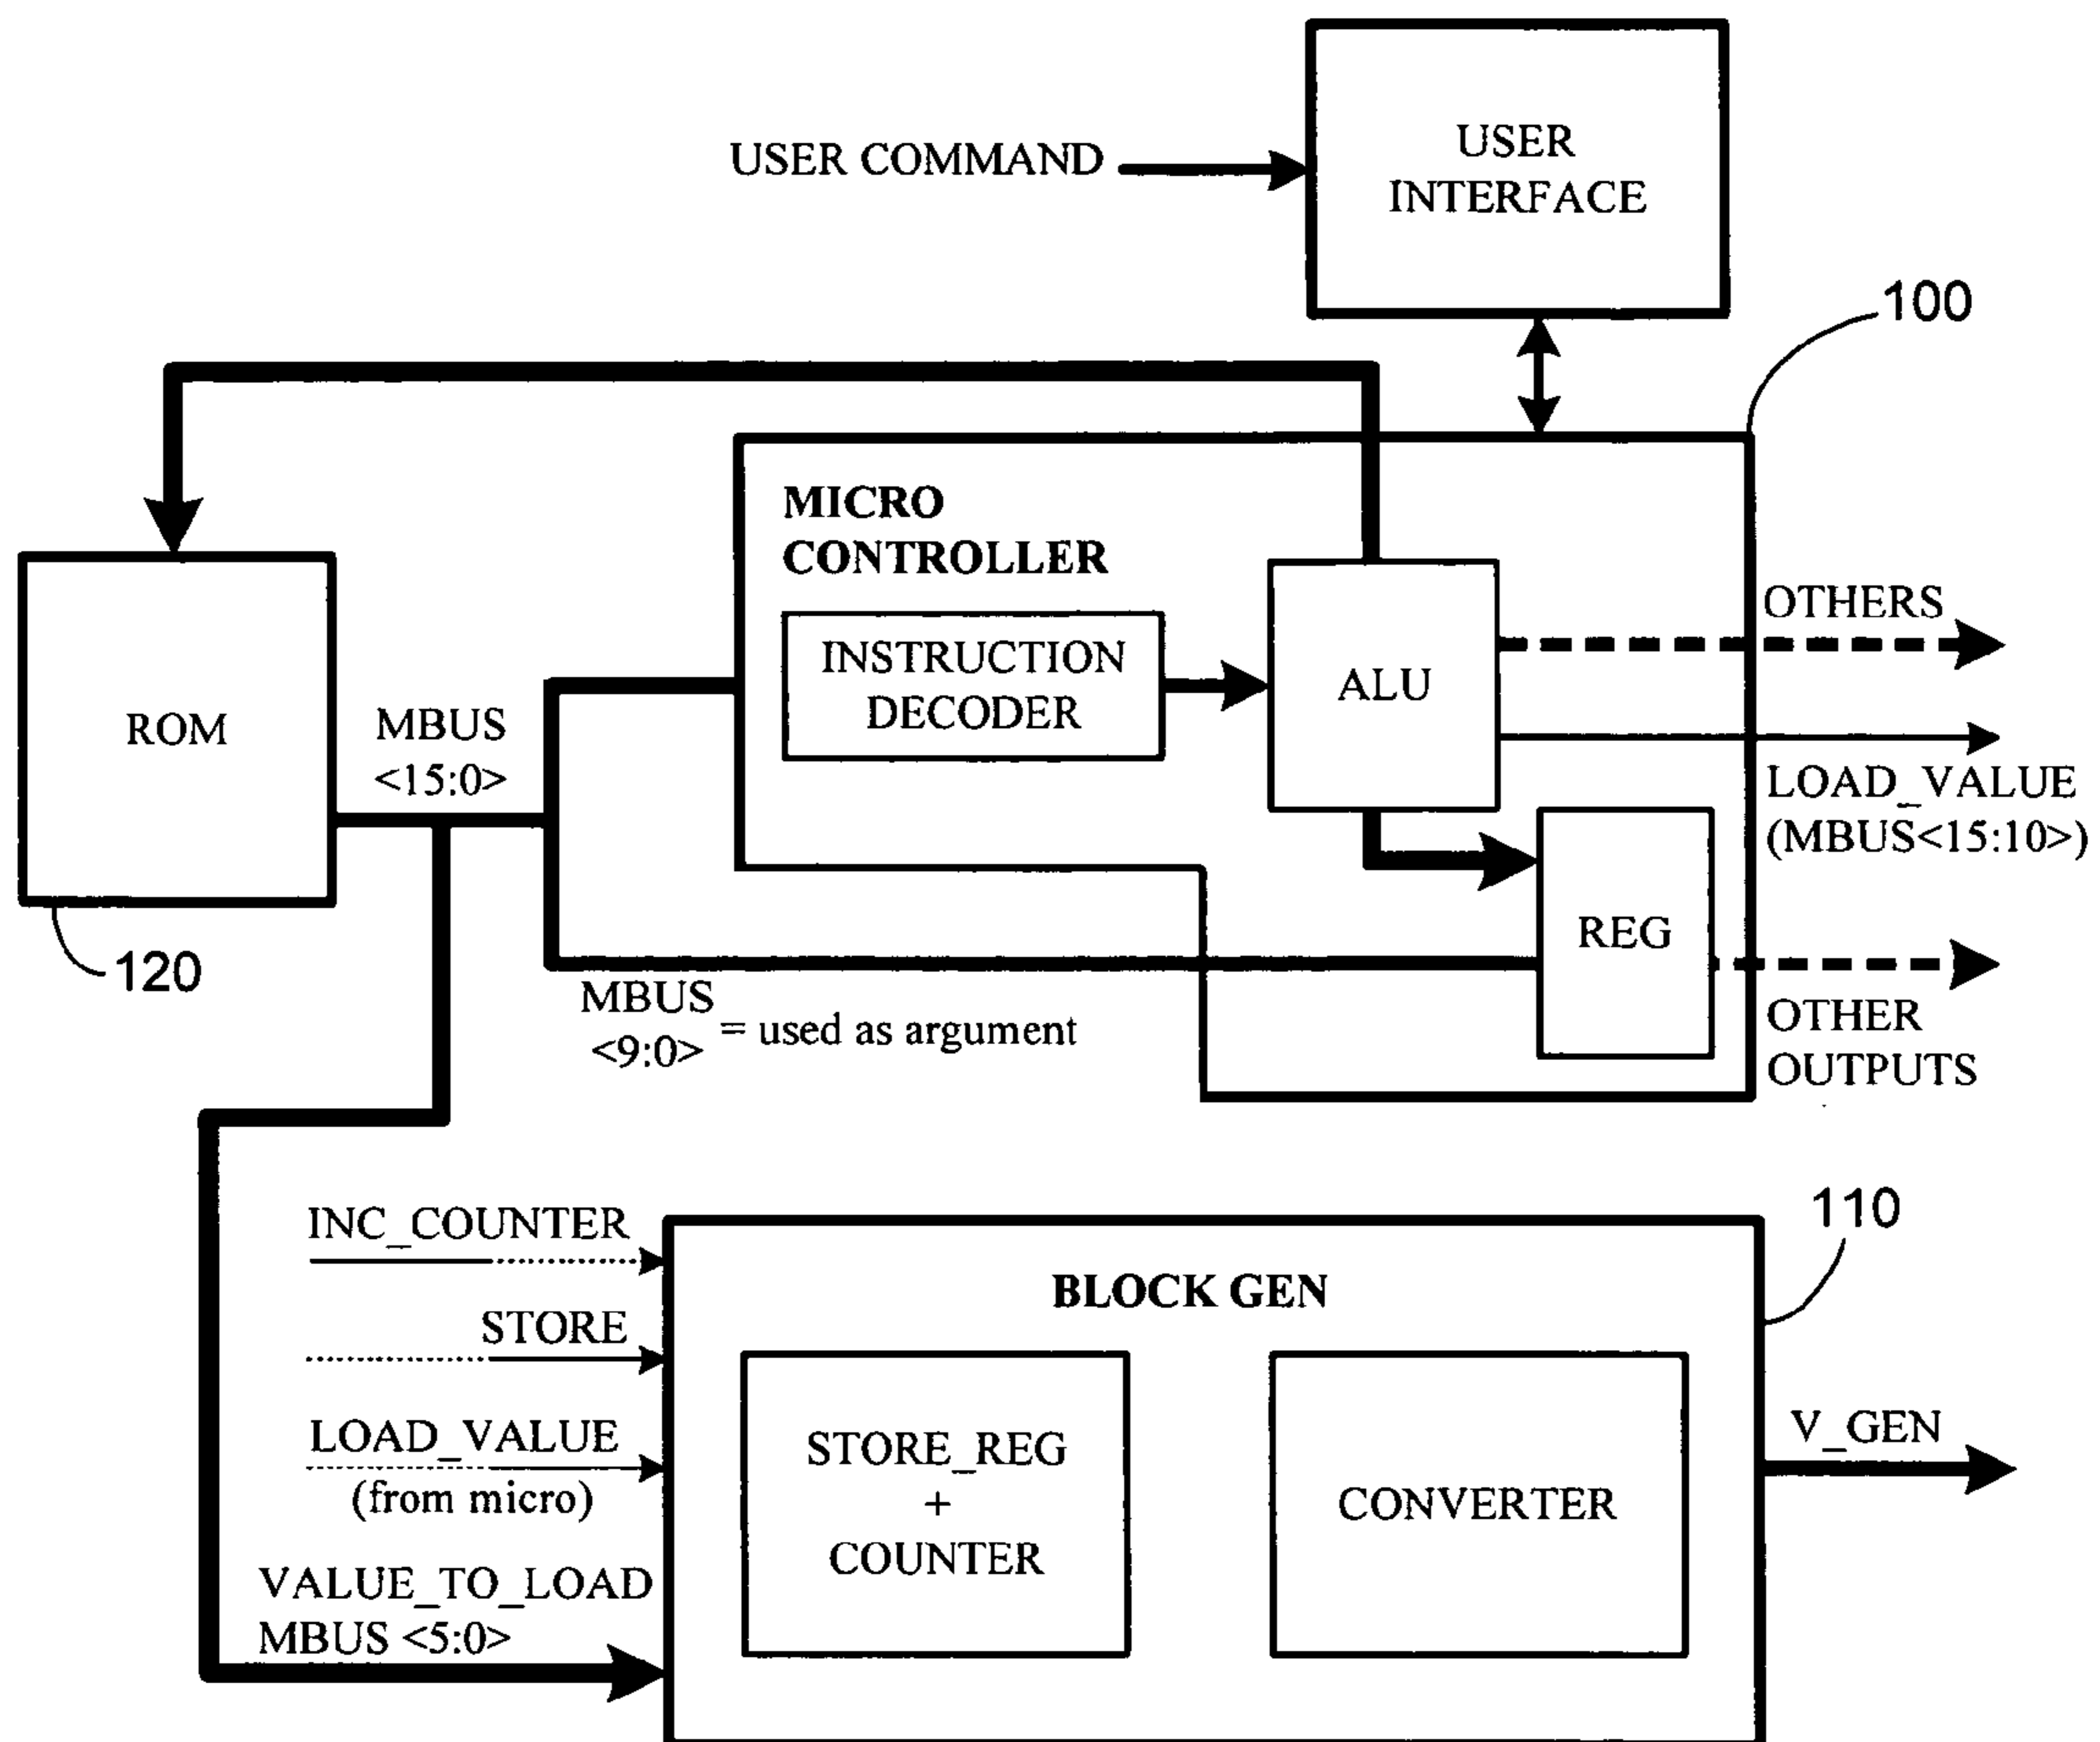 USER COMMAND
USER
INTERFACE
100
MICRO
CONTROLLER
INSTRUCTION
DECODER
ALU
OTHERS
LOAD_VALUE
(MBUS<15:10>)
ROM
MBUS
<15:0>
120
REG
MBUS
<9:0>
= used as argument
OTHER
OUTPUTS
110
INC_COUNTER
STORE
LOAD_VALUE
(from micro)
VALUE_TO_LOAD
MBUS <5:0>
BLOCK GEN
STORE_REG
+
COUNTER
CONVERTER
V_GEN